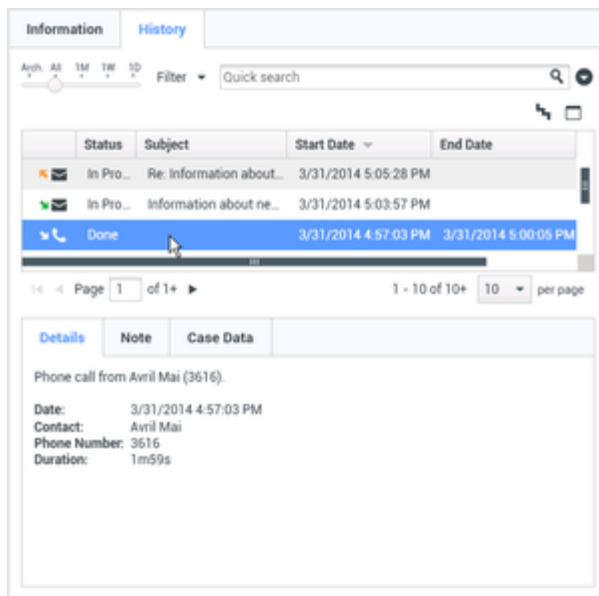 Information History
Arch. All 1M 1W 1D Filter Quick search
Status Subject Start Date End Date
In Pro... Re: Information about... 3/31/2014 5:05:28 PM
In Pro... Information about ne... 3/31/2014 5:03:57 PM
Done 3/31/2014 4:57:03 PM 3/31/2014 5:00:05 PM
Page 1 of 1+ 1 - 10 of 10+ 10 per page
Details Note Case Data
Phone call from Avril Mai (3616).
Date: 3/31/2014 4:57:03 PM
Contact: Avril Mai
Phone Number: 3616
Duration: 1m59s